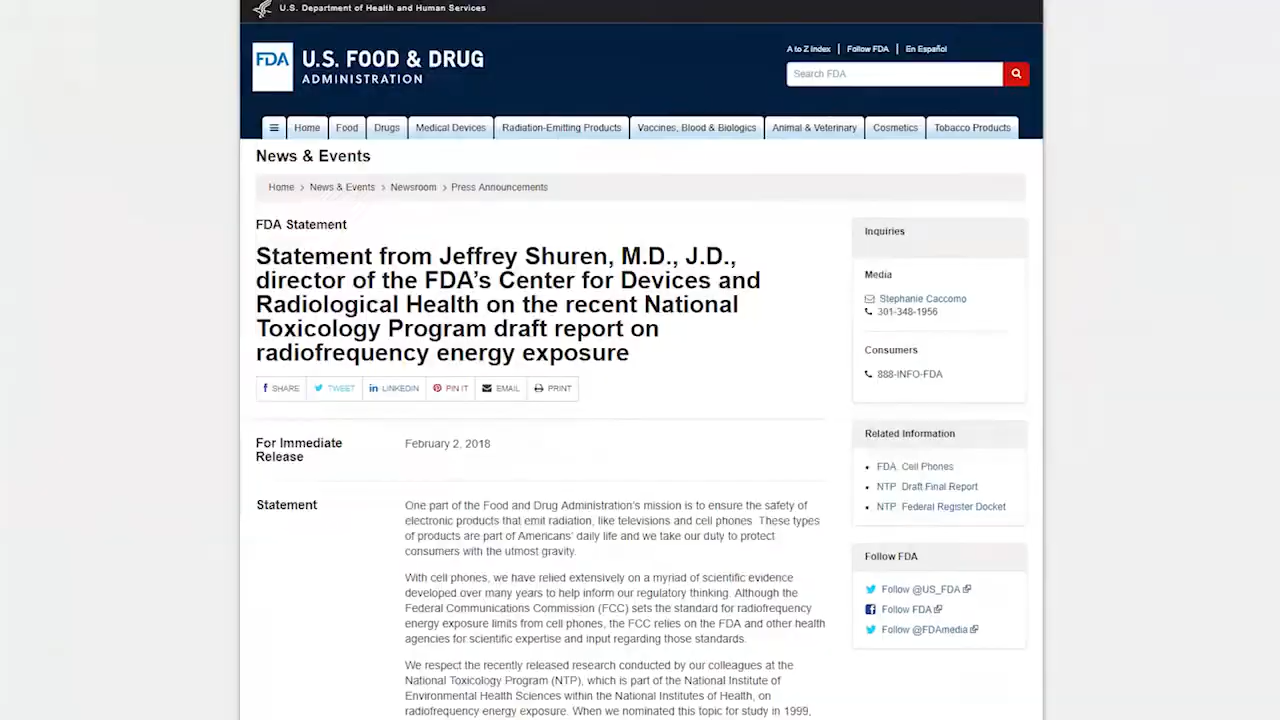 U.S. Department of Health and Human Services
FDA U.S. FOOD & DRUG
ADMINISTRATION
A to Z Index | Follow FDA | En Español
Search FDA
Home Food Drugs Medical Devices Radiation-Emitting Products Vaccines, Blood & Biologics Animal & Veterinary Cosmetics Tobacco Products
News & Events
Home > News & Events > Newsroom > Press Announcements
FDA Statement
Statement from Jeffrey Shuren, M.D., J.D.,
director of the FDA's Center for Devices and
Radiological Health on the recent National
Toxicology Program draft report on
radiofrequency energy exposure
SHARE TWEET LINKEDIN PIN IT EMAIL PRINT
For Immediate
Release
February 2, 2018
Statement
One part of the Food and Drug Administration's mission is to ensure the safety of
electronic products that emit radiation, like televisions and cell phones These types
of products are part of Americans' daily life and we take our duty to protect
consumers with the utmost gravity.
With cell phones, we have relied extensively on a myriad of scientific evidence
developed over many years to help inform our regulatory thinking. Although the
Federal Communications Commission (FCC) sets the standard for radiofrequency
energy exposure limits from cell phones, the FCC relies on the FDA and other health
agencies for scientific expertise and input regarding those standards.
We respect the recently released research conducted by our colleagues at the
National Toxicology Program (NTP), which is part of the National Institute of
Environmental Health Sciences within the National Institutes of Health, on
radiofrequency energy exposure. When we nominated this topic for study in 1999,
Inquiries
Media
Stephanie Caccomo
301-348-1956
Consumers
888-INFO-FDA
Related Information
• FDA Cell Phones
• NTP Draft Final Report
• NTP Federal Register Docket
Follow FDA
Follow @US_FDA
Follow FDA
Follow @FDAmedia